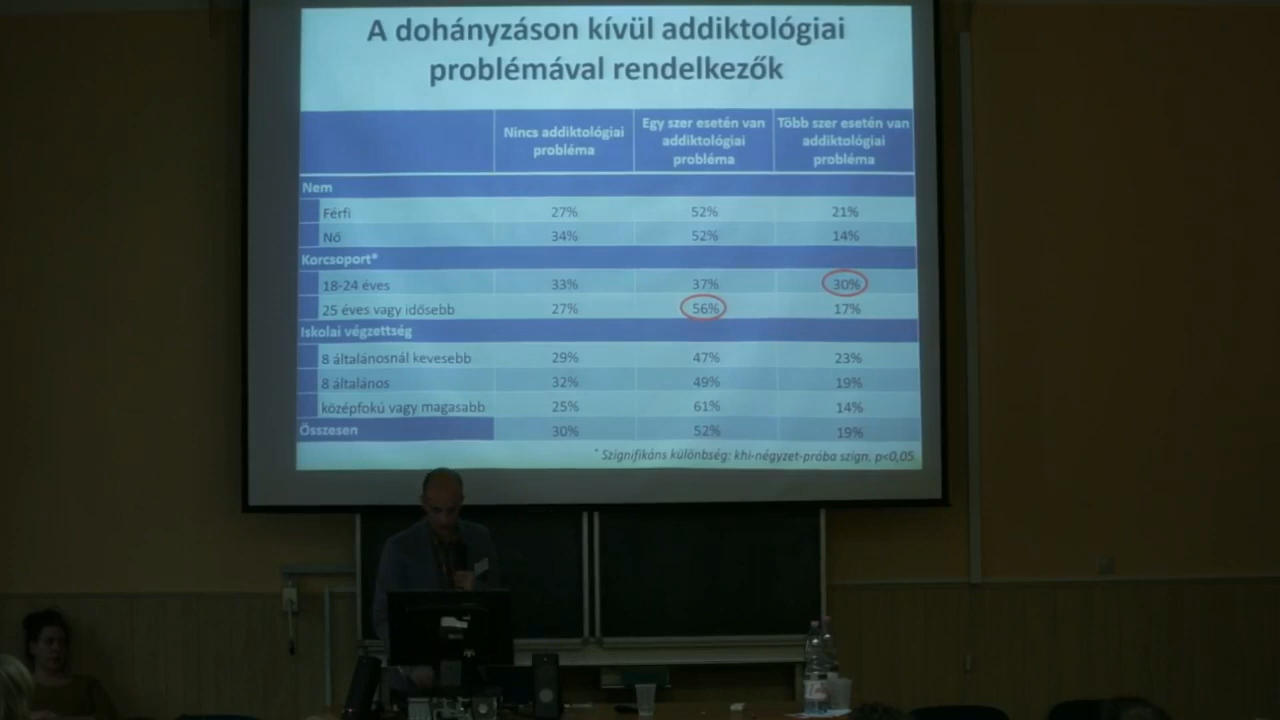 A dohányzáson kívül addiktológiai
problémával rendelkezők
Nincs addiktológiai probléma
Egy szer esetén van addiktológiai probléma
Több szer esetén van addiktológiai probléma
Nem
Férfi 27% 52% 21%
Nő 34% 52% 14%
Korcsoport*
18-24 éves 33% 37% 30%
25 éves vagy idősebb 27% 56% 17%
Iskolai végzettség
8 általánosnál kevesebb 29% 47% 23%
8 általános 32% 49% 19%
középfokú vagy magasabb 25% 61% 14%
Összesen 30% 52% 19%
* Szignifikáns különbség: khi-négyzet-próba szign. p<0,05